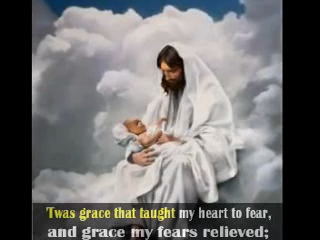 'Twas grace that taught my heart to fear,
and grace my fears relieved;